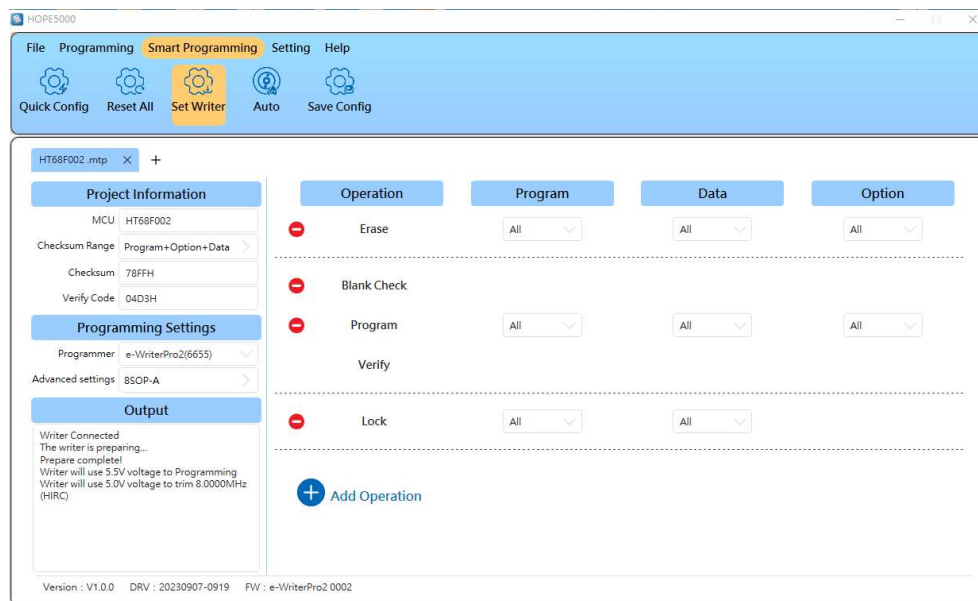 HOPE5000
File Programming Smart Programming Setting Help
Quick Config Reset All Set Writer Auto Save Config
HT68F002 .mtp
Project Information
MCU HT68F002
Checksum Range Program+Option+Data
Checksum 78FFH
Verify Code 04D3H
Programming Settings
Programmer e-WriterPro2(6655)
Advanced settings 8SOP-A
Output
Writer Connected
The writer is preparing...
Prepare complete!
Writer will use 5.5V voltage to Programming
Writer will use 5.0V voltage to trim 8.0000MHz
(HIRC)
Operation Program Data Option
Erase All All All
Blank Check
Program All All All
Verify
Lock All All
Add Operation
Version : V1.0.0 DRV : 20230907-0919 FW : e-WriterPro2 0002